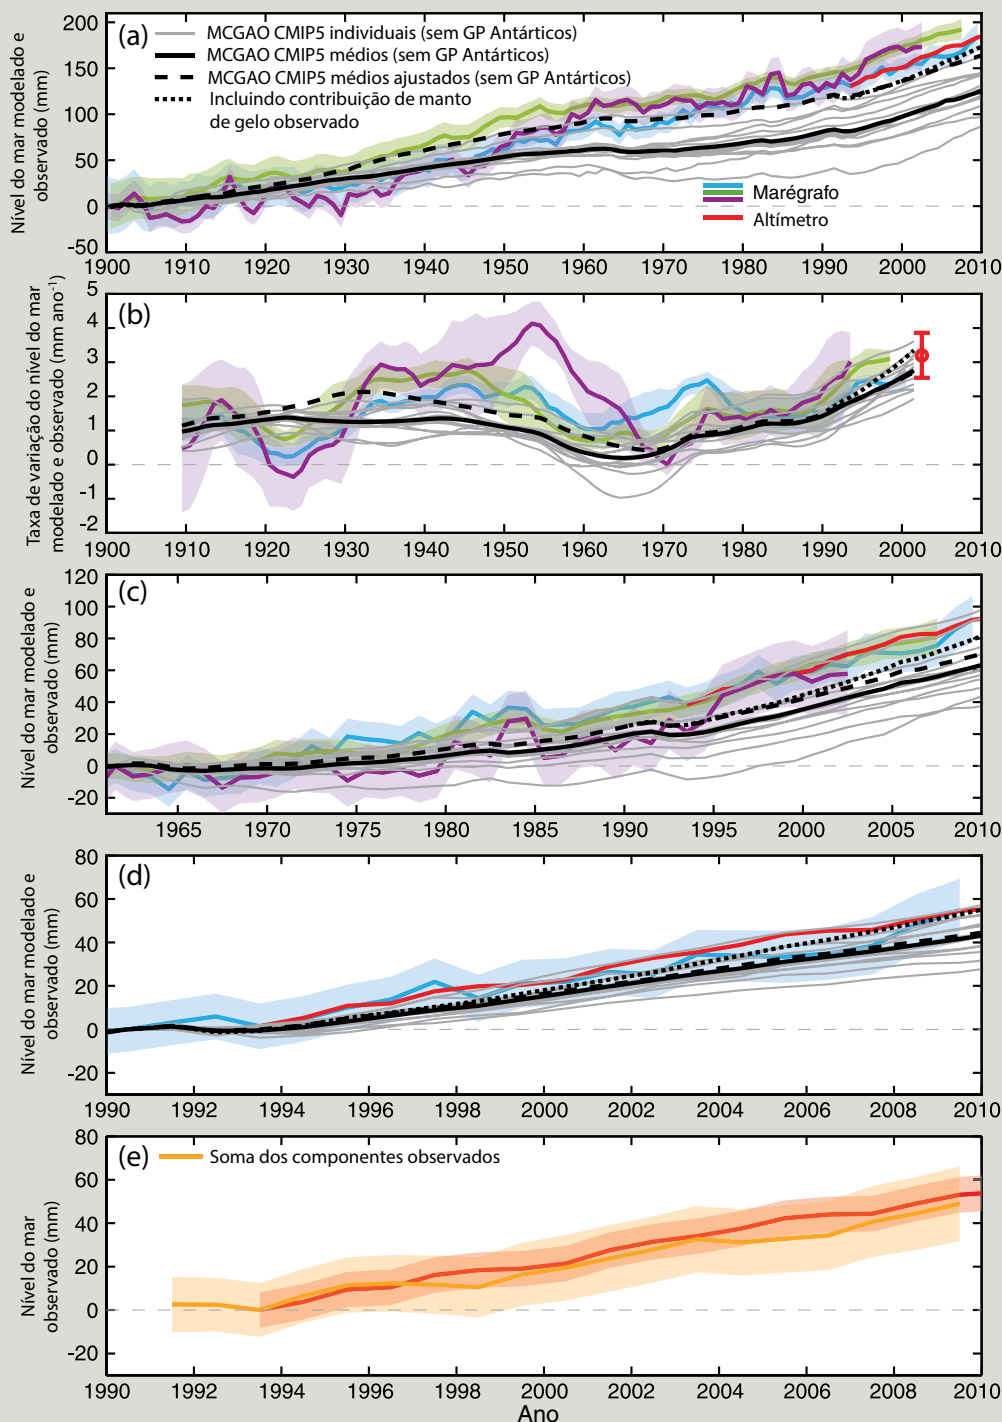 Nível do mar modelado e
observado (mm)
200
150
100
50
0
-50
(a)
MCGAO CMIP5 individuais (sem GP Antárticos)
MCGAO CMIP5 médios (sem GP Antárticos)
MCGAO CMIP5 médios ajustados (sem GP Antárticos)
Incluindo contribuição de manto
de gelo observado
Marégrafo
Altímetro
1900 1910 1920 1930 1940 1950 1960 1970 1980 1990 2000 2010
Taxa de variação do nível do mar
modelado e observado (mm ano⁻¹)
5
4
3
2
1
0
-1
-2
(b)
1900 1910 1920 1930 1940 1950 1960 1970 1980 1990 2000 2010
Nível do mar modelado e
observado (mm)
120
100
80
60
40
20
0
-20
(c)
1965 1970 1975 1980 1985 1990 1995 2000 2005 2010
Nível do mar modelado e
observado (mm)
80
60
40
20
0
-20
(d)
1990 1992 1994 1996 1998 2000 2002 2004 2006 2008 2010
Nível do mar
observado (mm)
80
60
40
20
0
-20
(e)
Soma dos componentes observados
1990 1992 1994 1996 1998 2000 2002 2004 2006 2008 2010
Ano